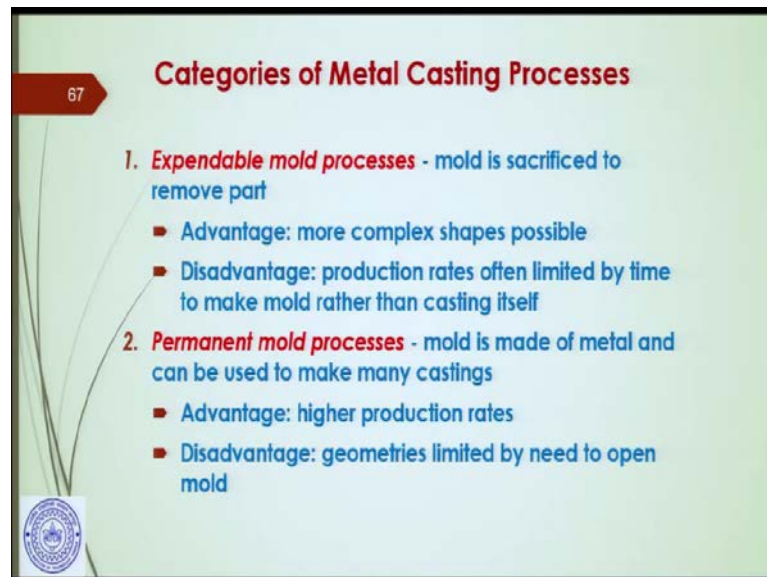 Categories of Metal Casting Processes
67
1. Expendable mold processes - mold is sacrificed to
remove part
Advantage: more complex shapes possible
Disadvantage: production rates often limited by time
to make mold rather than casting itself
2. Permanent mold processes - mold is made of metal and
can be used to make many castings
Advantage: higher production rates
Disadvantage: geometries limited by need to open
mold